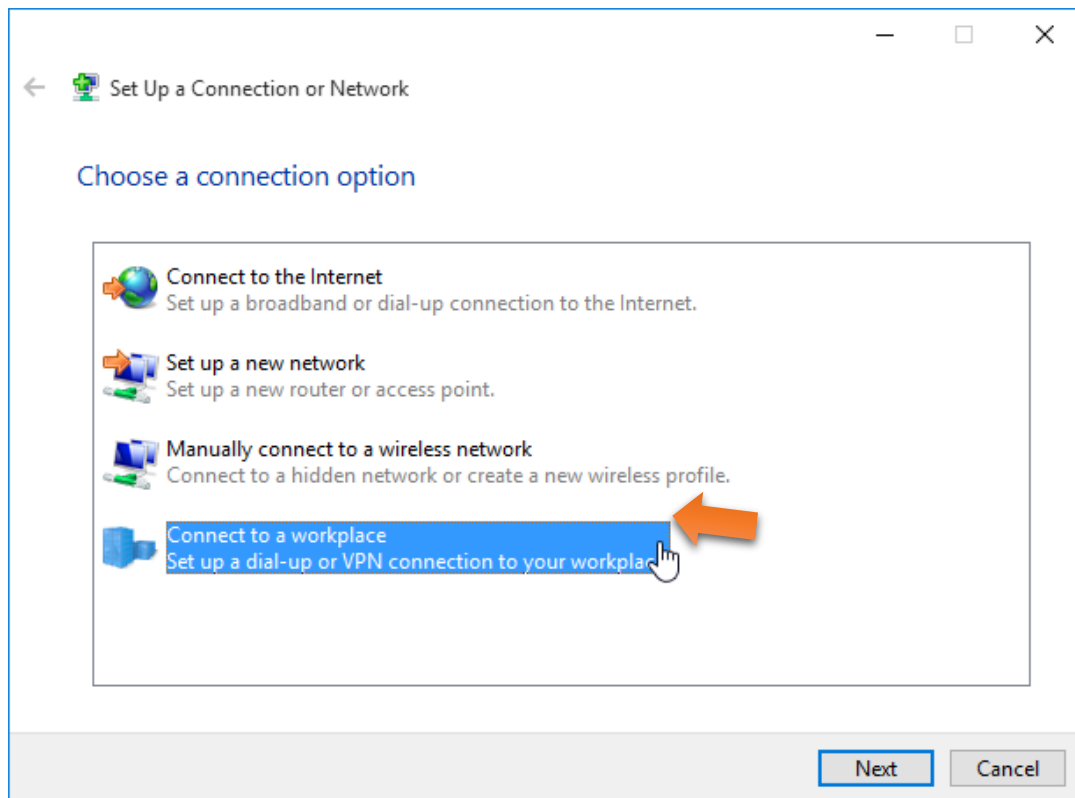 Set Up a Connection or Network
Choose a connection option
Connect to the Internet
Set up a broadband or dial-up connection to the Internet.
Set up a new network
Set up a new router or access point.
Manually connect to a wireless network
Connect to a hidden network or create a new wireless profile.
Connect to a workplace
Set up a dial-up or VPN connection to your workplac
Next
Cancel